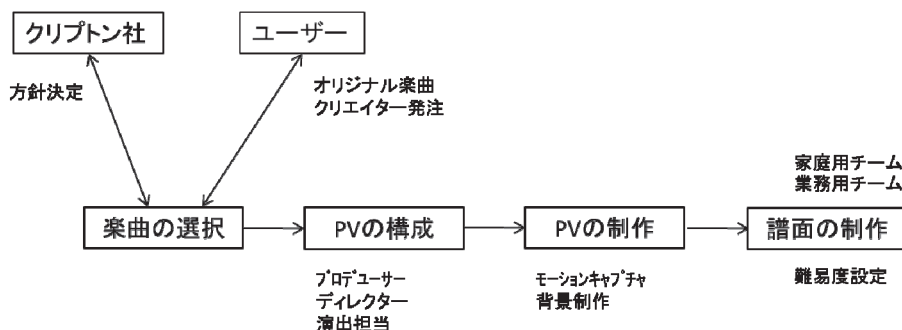 クリプトン社
ユーザー
方針決定
オリジナル楽曲
クリエイター発注
家庭用チーム
業務用チーム
楽曲の選択
PVの構成
PVの制作
譜面の制作
プロデューサー
ディレクター
演出担当
モーションキャプチャ
背景制作
難易度設定